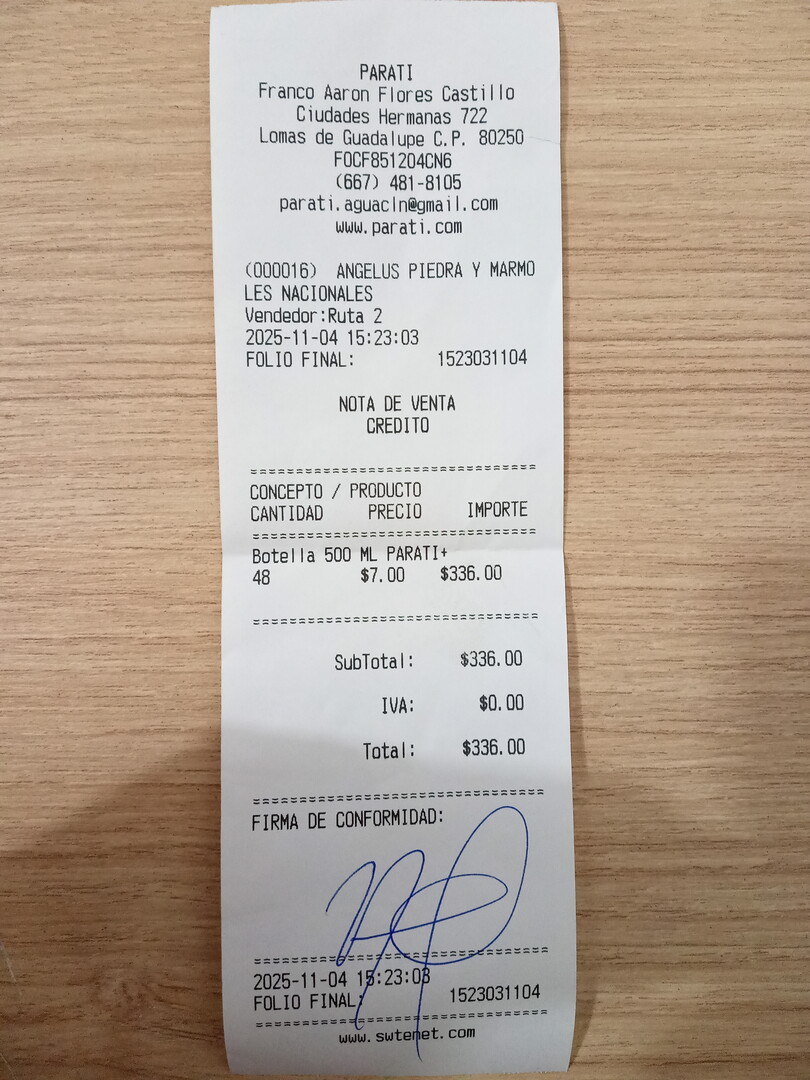 PARATI
Franco Aaron Flores Castillo
Ciudades Hermanas 722
Lomas de Guadalupe C.P. 80250
FOCF851204CN6
(667) 481-8105
parati.aguacln@gmail.com
www.parati.com
(000016) ANGELUS PIEDRA Y MARMO
LES NACIONALES
Vendedor:Ruta 2
2025-11-04 15:23:03
FOLIO FINAL: 1523031104
NOTA DE VENTA
CREDITO
================================
CONCEPTO / PRODUCTO
CANTIDAD PRECIO IMPORTE
================================
Botella 500 ML PARATI+
48 $7.00 $336.00
================================
SubTotal: $336.00
IVA: $0.00
Total: $336.00
================================
FIRMA DE CONFORMIDAD:
================================
2025-11-04 15:23:03
FOLIO FINAL: 1523031104
================================
www.swtenet.com